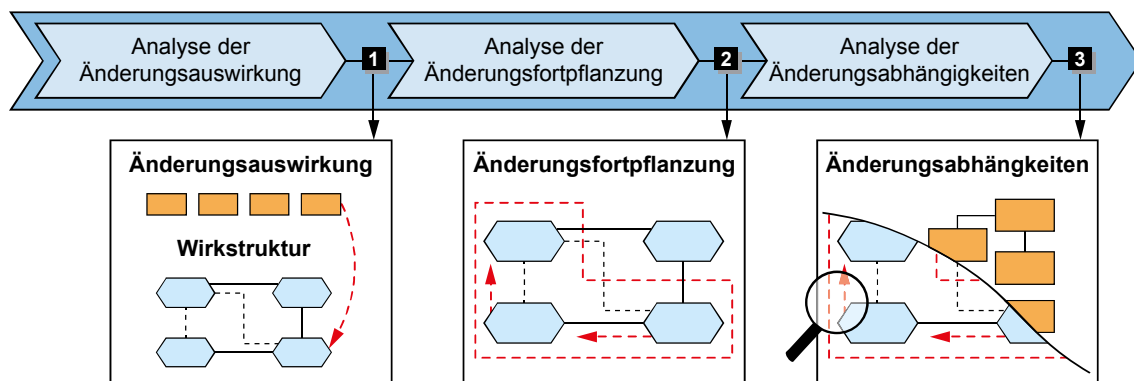 Analyse der
Änderungsauswirkung
1
Analyse der
Änderungsfortpflanzung
2
Analyse der
Änderungsabhängigkeiten
3
Änderungsauswirkung
Wirkstruktur
Änderungsfortpflanzung
Änderungsabhängkeiten